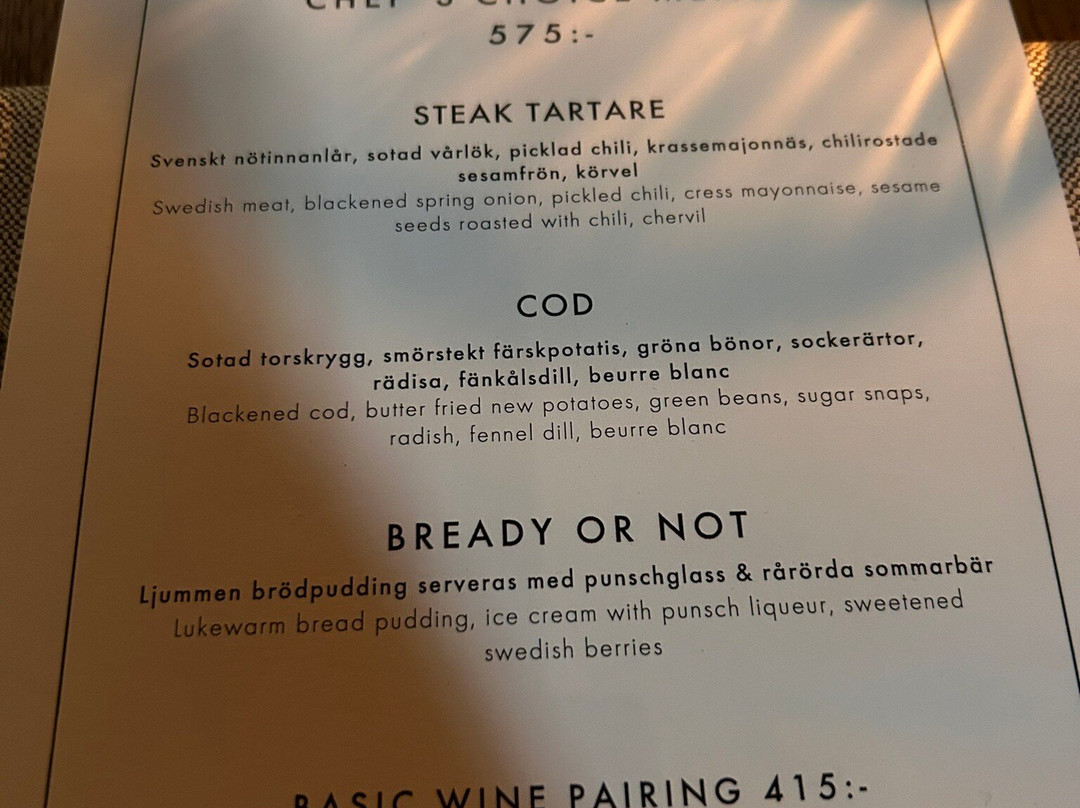 CHEF'S CHOICE MENU
575:-
STEAK TARTARE
Svenskt nötinnanlår, sotad vårlök, picklad chili, krassemajonnäs, chilirostade
sesamfrön, körvel
Swedish meat, blackened spring onion, pickled chili, cress mayonnaise, sesame
seeds roasted with chili, chervil
COD
Sotad torskrygg, smörstekt färskpotatis, gröna bönor, sockerärtor,
rädisa, fänkålsdill, beurre blanc
Blackened cod, butter fried new potatoes, green beans, sugar snaps,
radish, fennel dill, beurre blanc
BREADY OR NOT
Ljummen brödpudding serveras med punschglass & rårörda sommarbär
Lukewarm bread pudding, ice cream with punsch liqueur, sweetened
swedish berries
BASIC WINE PAIRING 415:-